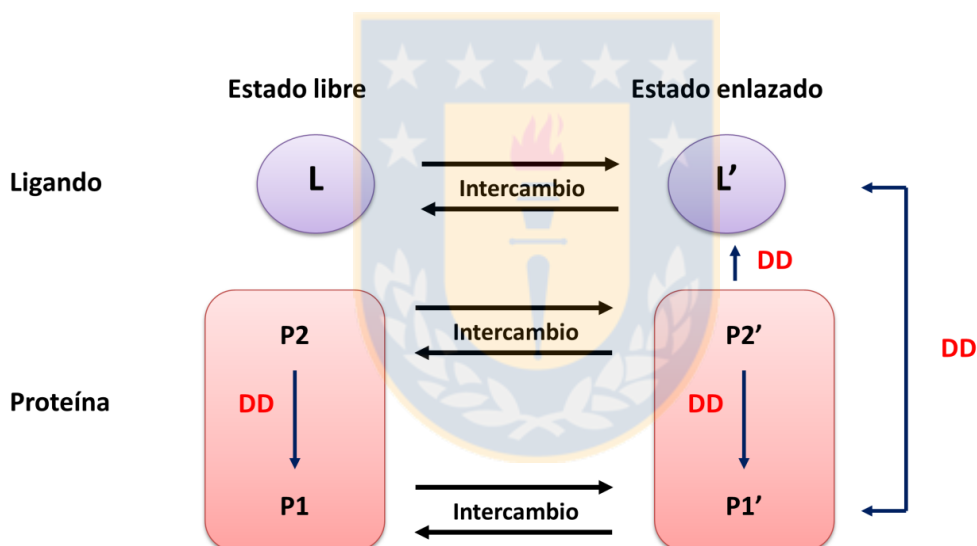 Estado libre
Estado enlazado
Ligando
L
Intercambio
L’
DD
P2
Intercambio
P2’
DD
Proteína
DD
DD
P1
Intercambio
P1’